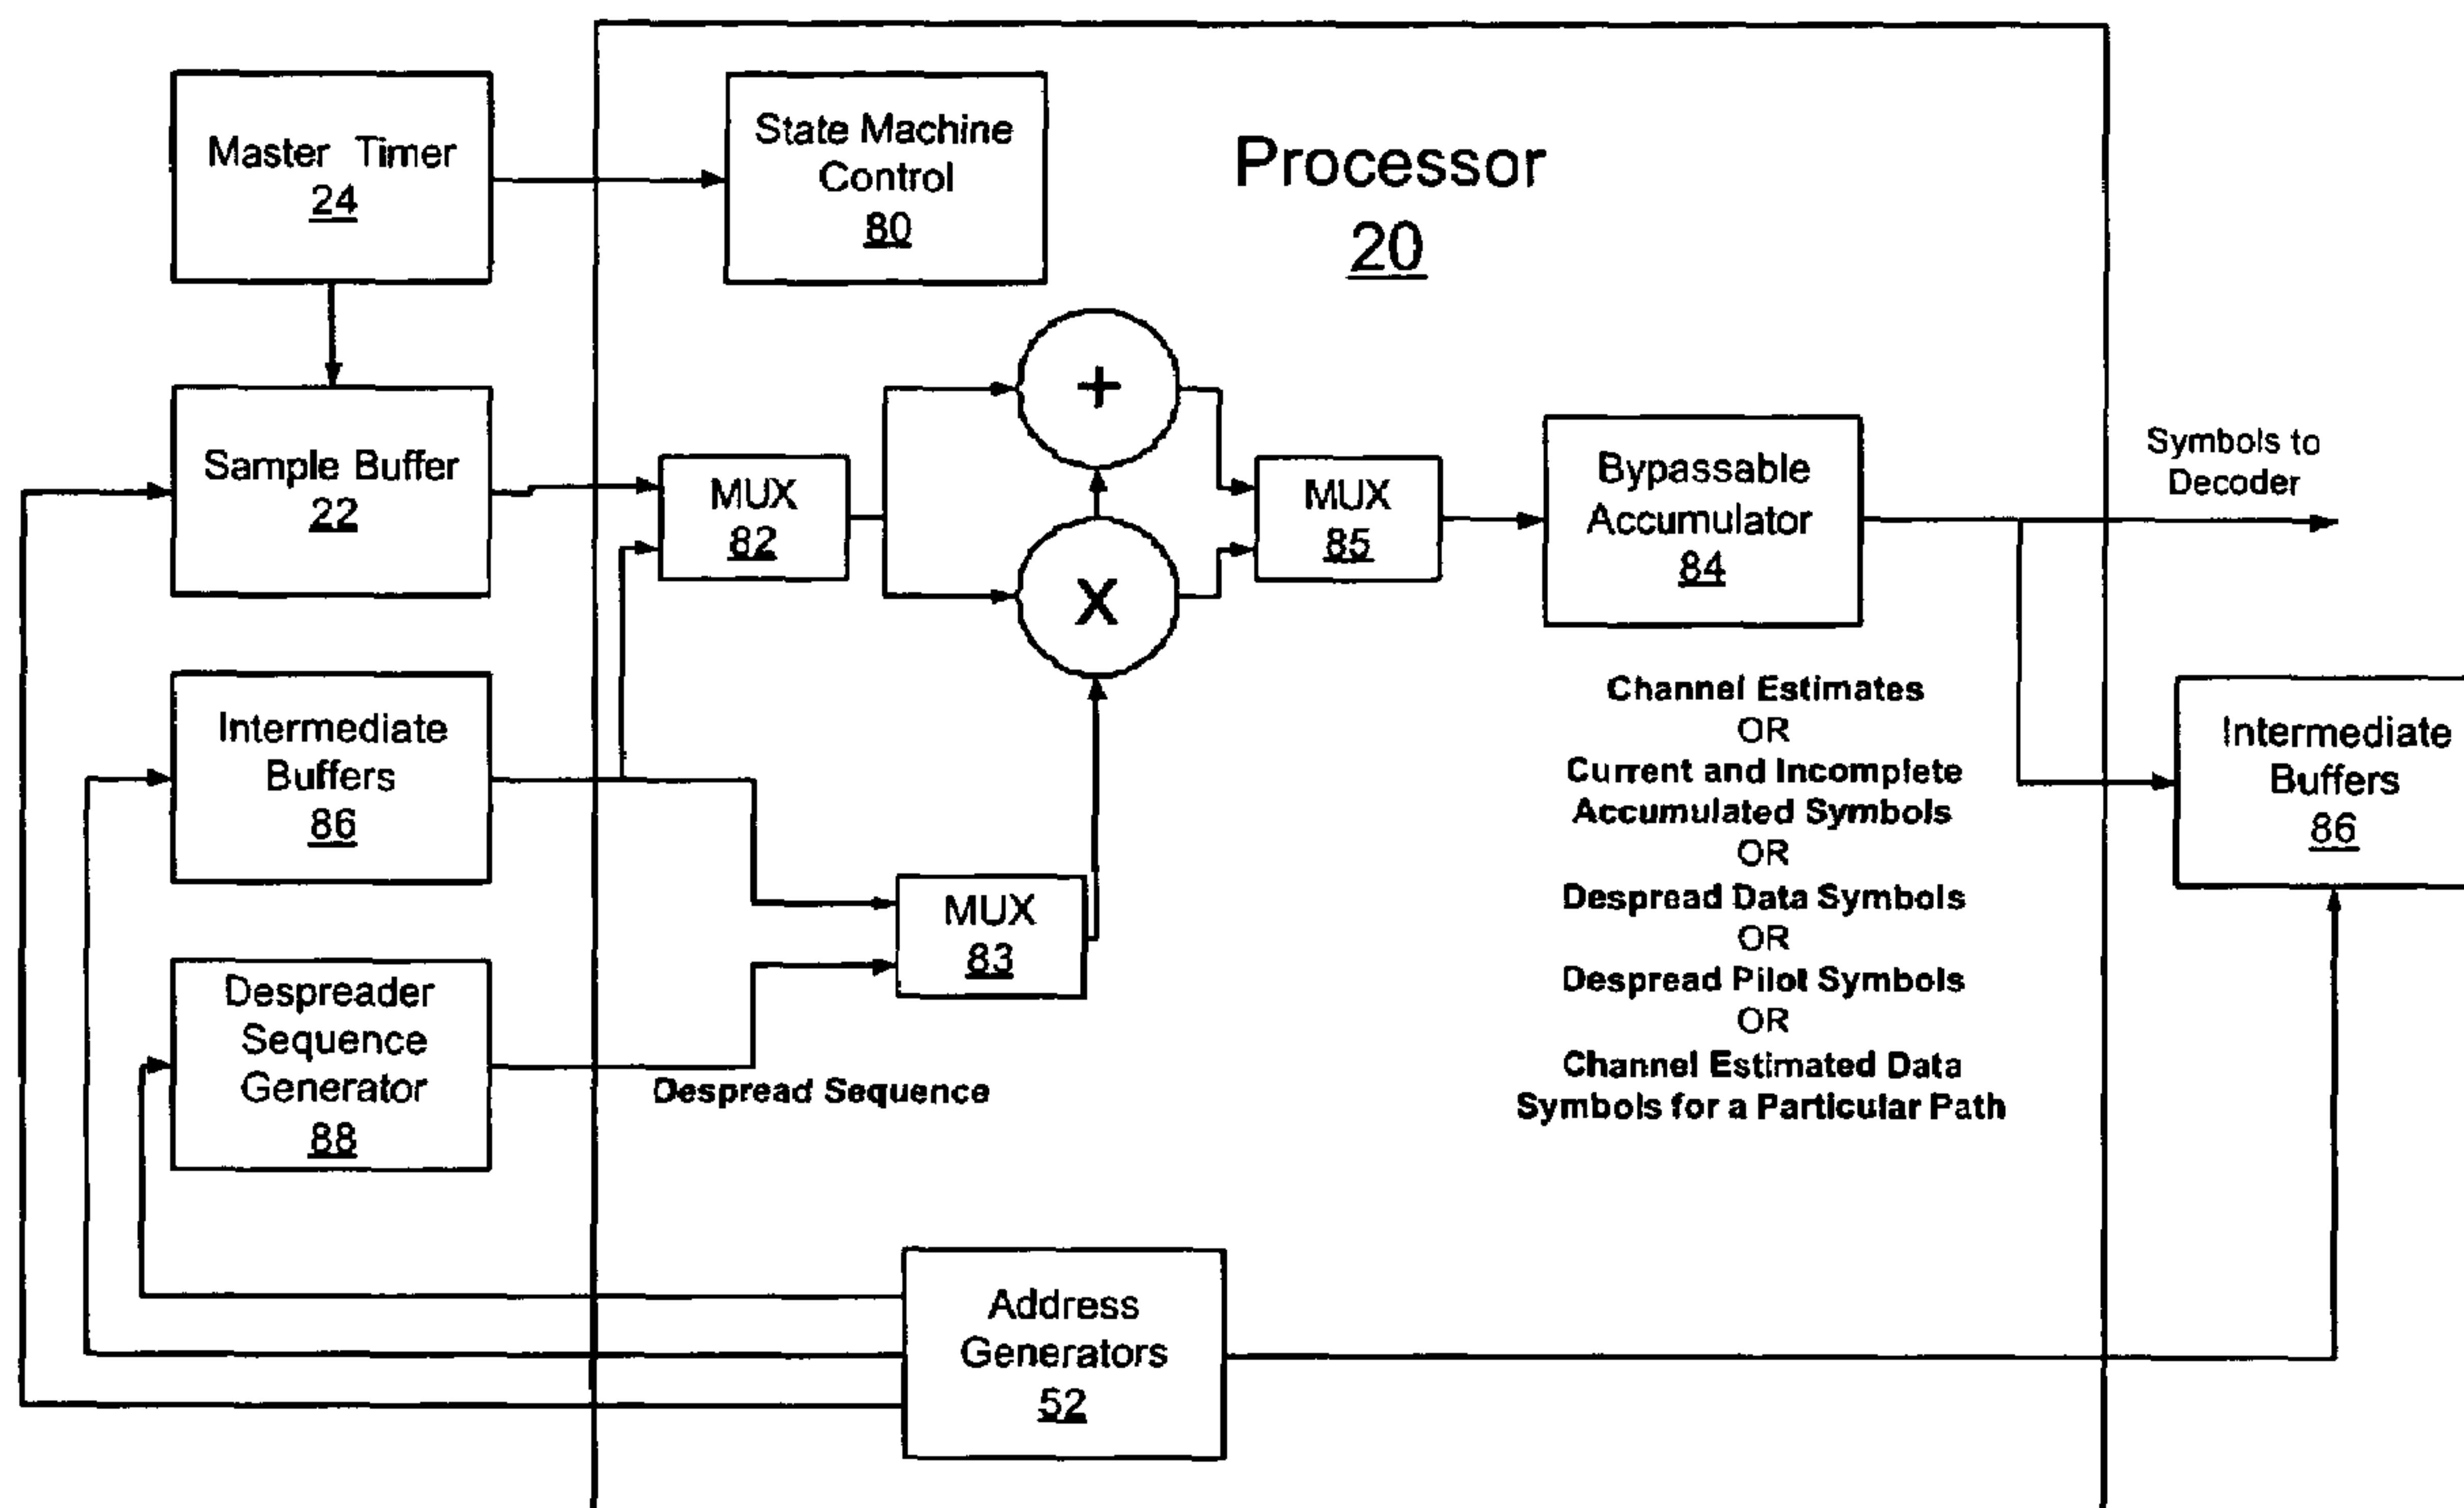 Master Timer
24
State Machine
Control
80
Processor
20
Sample Buffer
22
MUX
82
+
X
MUX
85
Bypassable
Accumulator
84
Symbols to
Decoder
Intermediate
Buffers
86
Channel Estimates
OR
Current and Incomplete
Accumulated Symbols
OR
Despread Data Symbols
OR
Despread Pilot Symbols
OR
Channel Estimated Data
Symbols for a Particular Path
Intermediate
Buffers
86
MUX
83
Despreader
Sequence
Generator
88
Despread Sequence
Address
Generators
52